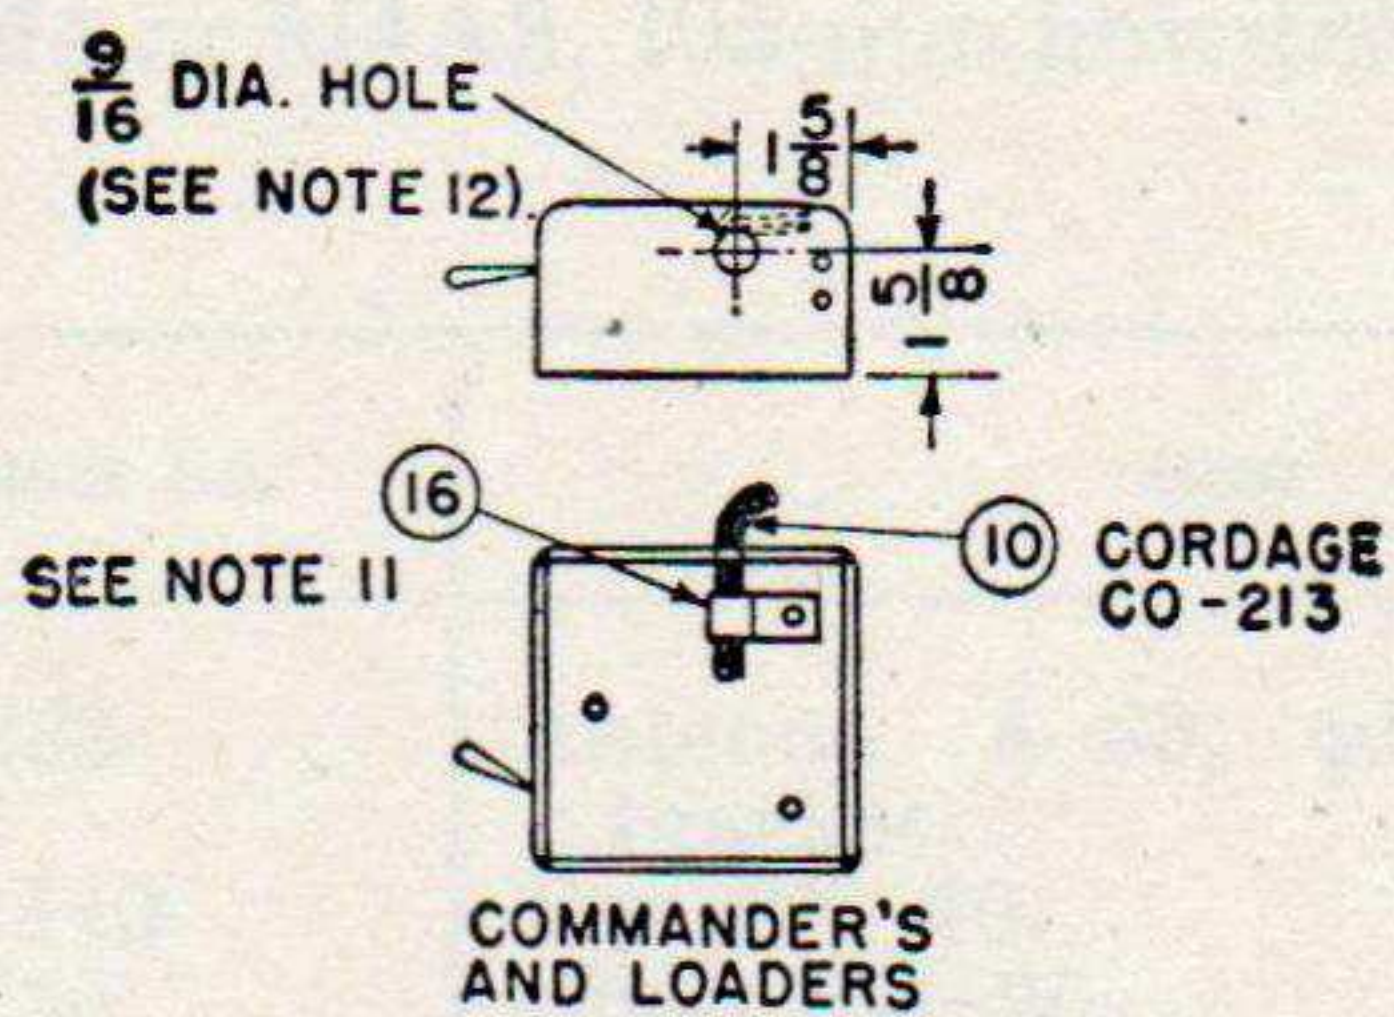 9/16 DIA. HOLE
(SEE NOTE 12).
1 5/8
1 5/8
16
SEE NOTE 11
10 CORDAGE
CO-213
COMMANDER'S
AND LOADERS